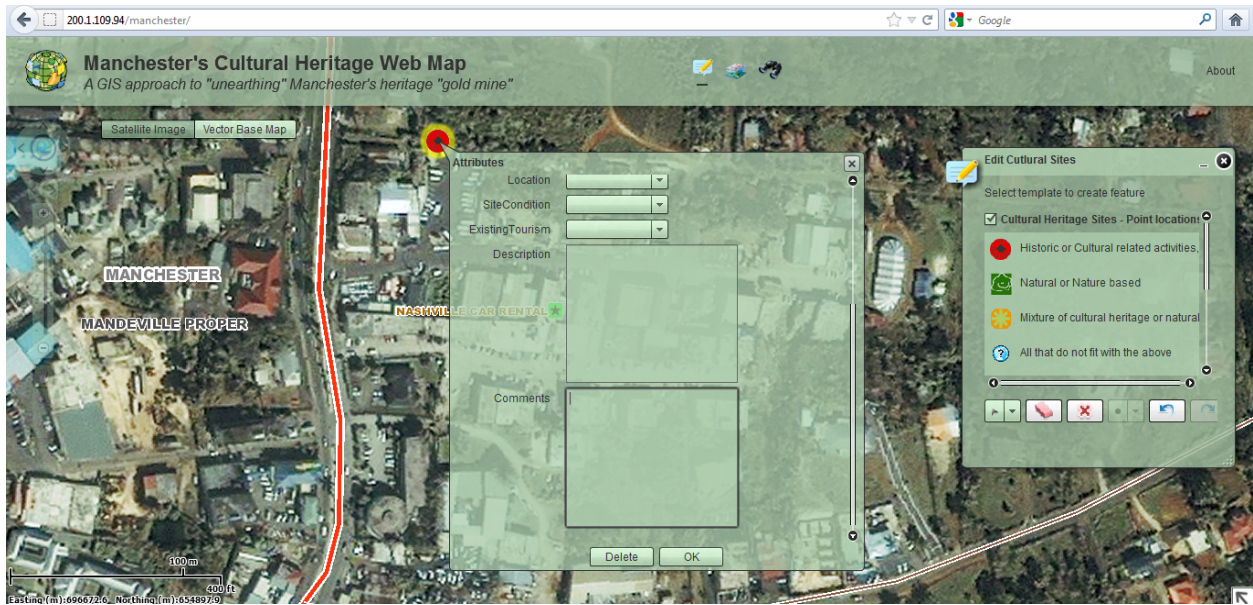 200.1.109.94/manchester/
Google
Manchester's Cultural Heritage Web Map
A GIS approach to "unearthing" Manchester's heritage "gold mine"
About
Satellite Image
Vector Base Map
Attributes
Location
SiteCondition
ExistingTourism
Description
Comments
Delete
OK
Edit Cutlural Sites
Select template to create feature
Cultural Heritage Sites - Point locations
Historic or Cultural related activities,
Natural or Nature based
Mixture of cultural heritage or natural
All that do not fit with the above
MANCHESTER
MANDEVILLE PROPER
NASHVILLE CAR RENTAL
100 m
400 ft
Easting (m):696672.6 Northing (m):654897.9